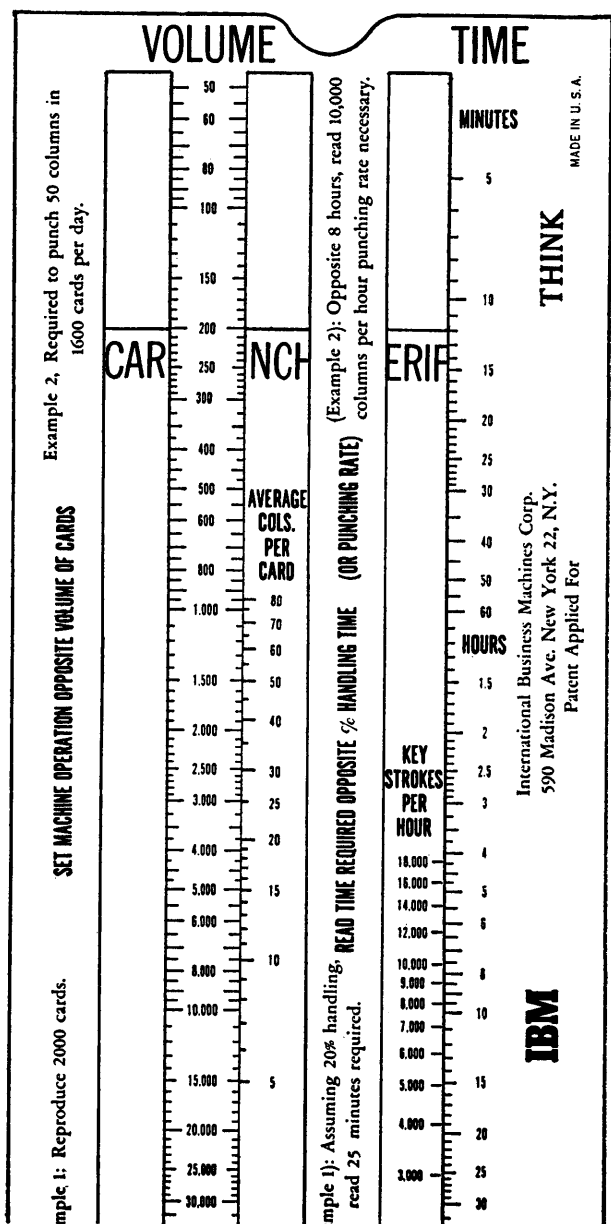 VOLUME
TIME
Example 2, Required to punch 50 columns in
1600 cards per day.
SET MACHINE OPERATION OPPOSITE VOLUME OF CARDS
mple 1: Reproduce 2000 cards.
CAR
50
60
80
100
150
200
250
300
400
500
600
800
1.000
1.500
2.000
2.500
3.000
4.000
5.000
6.000
8.000
10.000
15.000
20.000
25.000
30.000
NCH
AVERAGE
COLS.
PER
CARD
80
70
60
50
40
30
25
20
15
10
5
(Example 2): Opposite 8 hours, read 10,000
columns per hour punching rate necessary.
READ TIME REQUIRED OPPOSITE % HANDLING TIME (OR PUNCHING RATE)
mple 1): Assuming 20% handling,
read 25 minutes required.
ERIF
KEY
STROKES
PER
HOUR
18.000
16.000
14.000
12.000
10.000
9.000
8.000
7.000
6.000
5.000
4.000
3.000
MINUTES
5
10
15
20
25
30
40
50
60
HOURS
1.5
2
2.5
3
4
5
6
8
10
15
20
25
30
MADE IN U.S.A.
THINK
International Business Machines Corp.
590 Madison Ave. New York 22, N.Y.
Patent Applied For
IBM